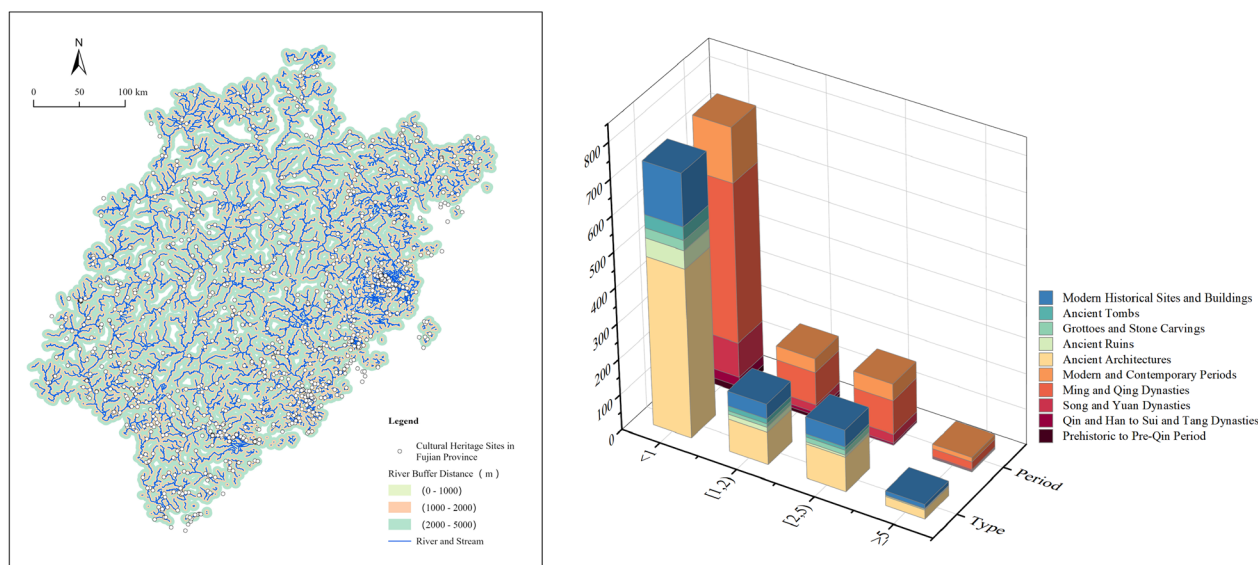 N
0 50 100 km
Legend
Cultural Heritage Sites in
Fujian Province
River Buffer Distance ( m )
(0 - 1000)
(1000 - 2000)
(2000 - 5000)
River and Stream
800
700
600
500
400
300
200
100
0
<1
[1,2)
[2,5)
>5
Period
Type
Modern Historical Sites and Buildings
Ancient Tombs
Grottoes and Stone Carvings
Ancient Ruins
Ancient Architectures
Modern and Contemporary Periods
Ming and Qing Dynasties
Song and Yuan Dynasties
Qin and Han to Sui and Tang Dynasties
Prehistoric to Pre-Qin Period